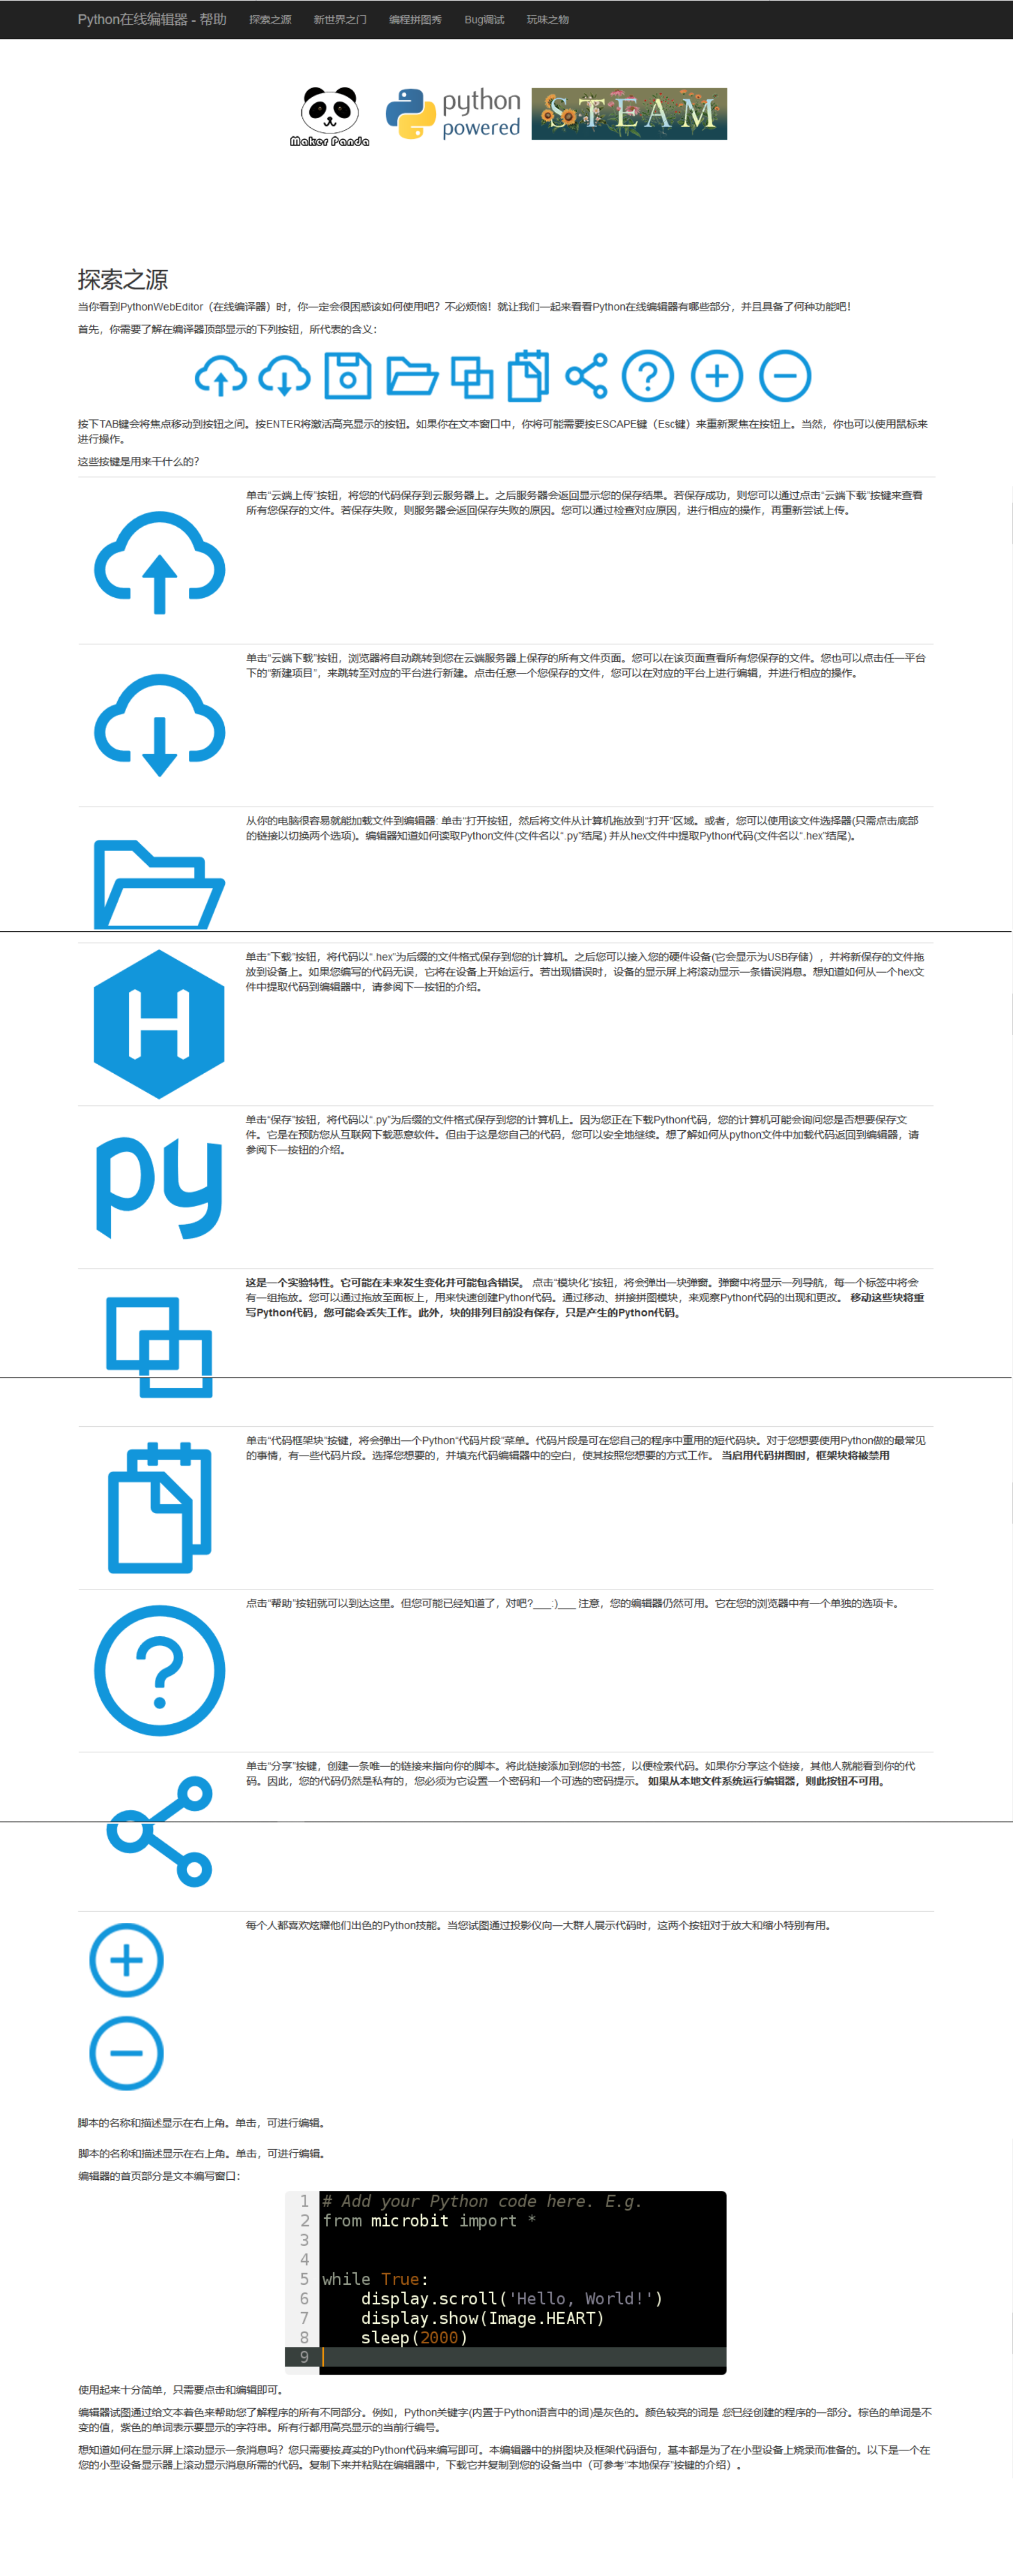 Python在线编辑器 - 帮助 探索之源 新世界之门 编程拼图秀 Bug调试 玩味之物
Maker Panda
python
powered
STEAM
探索之源
当你看到PythonWebEditor（在线编译器）时，你一定会很困惑该如何使用吧？不必烦恼！就让我们一起来看看Python在线编辑器有哪些部分，并且具备了何种功能吧！
首先，你需要了解在编译器顶部显示的下列按钮，所代表的含义：
按下TAB键会将焦点移动到按钮之间。按ENTER将激活高亮显示的按钮。如果你在文本窗口中，你将可能需要按ESCAPE键（Esc键）来重新聚焦在按钮上。当然，你也可以使用鼠标来
进行操作。
这些按键是用来干什么的？
单击“云端上传”按钮，将您的代码保存到云服务器上。之后服务器会返回显示您的保存结果。若保存成功，则您可以通过点击“云端下载”按键来查看
所有您保存的文件。若保存失败，则服务器会返回保存失败的原因。您可以通过检查对应原因，进行相应的操作，再重新尝试上传。
单击“云端下载”按钮，浏览器将自动跳转到您在云端服务器上保存的所有文件页面。您可以在该页面查看所有您保存的文件。您也可以点击任一平台
下的“新建项目”，来跳转至对应的平台进行新建。点击任意一个您保存的文件，您可以在对应的平台上进行编辑，并进行相应的操作。
从你的电脑很容易就能加载文件到编辑器: 单击“打开按钮，然后将文件从计算机拖放到“打开”区域。或者，您可以使用该文件选择器(只需点击底部
的链接以切换两个选项)。编辑器知道如何读取Python文件(文件名以“.py”结尾) 并从hex文件中提取Python代码(文件名以“.hex”结尾)。
H
单击“下载”按钮，将代码以“.hex”为后缀的文件格式保存到您的计算机。之后您可以接入您的硬件设备(它会显示为USB存储），并将新保存的文件拖
放到设备上。如果您编写的代码无误，它将在设备上开始运行。若出现错误时，设备的显示屏上将滚动显示一条错误消息。想知道如何从一个hex文
件中提取代码到编辑器中，请参阅下一按钮的介绍。
py
单击“保存”按钮，将代码以“.py”为后缀的文件格式保存到您的计算机上。因为您正在下载Python代码，您的计算机可能会询问您是否想要保存文
件。它是在预防您从互联网下载恶意软件。但由于这是您自己的代码，您可以安全地继续。想了解如何从python文件中加载代码返回到编辑器，请
参阅下一按钮的介绍。
这是一个实验特性。它可能在未来发生变化并可能包含错误。 点击“模块化”按钮，将会弹出一块弹窗。弹窗中将显示一列导航，每一个标签中将会
有一组拖放。您可以通过拖放至面板上，用来快速创建Python代码。通过移动、拼接拼图模块，来观察Python代码的出现和更改。 移动这些块将重
写Python代码，您可能会丢失工作。此外，块的排列目前没有保存，只是产生的Python代码。
单击“代码框架块”按键，将会弹出一个Python“代码片段”菜单。代码片段是可在您自己的程序中重用的短代码块。对于您想要使用Python做的最常见
的事情，有一些代码片段。选择您想要的，并填充代码编辑器中的空白，使其按照您想要的方式工作。 当启用代码拼图时，框架块将被禁用
点击“帮助”按钮就可以到达这里。但您可能已经知道了，对吧?___:)___ 注意，您的编辑器仍然可用。它在您的浏览器中有一个单独的选项卡。
单击“分享”按键，创建一条唯一的链接来指向你的脚本。将此链接添加到您的书签，以便检索代码。如果你分享这个链接，其他人就能看到你的代
码。因此，您的代码仍然是私有的，您必须为它设置一个密码和一个可选的密码提示。 如果从本地文件系统运行编辑器，则此按钮不可用。
每个人都喜欢炫耀他们出色的Python技能。当您试图通过投影仪向一大群人展示代码时，这两个按钮对于放大和缩小特别有用。
脚本的名称和描述显示在右上角。单击，可进行编辑。
脚本的名称和描述显示在右上角。单击，可进行编辑。
编辑器的首页部分是文本编写窗口：
1 # Add your Python code here. E.g.
2 from microbit import *
3
4
5 while True:
6     display.scroll('Hello, World!')
7     display.show(Image.HEART)
8     sleep(2000)
9
使用起来十分简单，只需要点击和编辑即可。
编辑器试图通过给文本着色来帮助您了解程序的所有不同部分。例如，Python关键字(内置于Python语言中的词)是灰色的。颜色较亮的词是 您已经创建的程序的一部分。棕色的单词是不
变的值，紫色的单词表示要显示的字符串。所有行都用高亮显示的当前行编号。
想知道如何在显示屏上滚动显示一条消息吗？您只需要按真实的Python代码来编写即可。本编辑器中的拼图块及框架代码语句，基本都是为了在小型设备上烧录而准备的。以下是一个在
您的小型设备显示器上滚动显示消息所需的代码。复制下来并粘贴在编辑器中，下载它并复制到您的设备当中（可参考“本地保存”按键的介绍）。